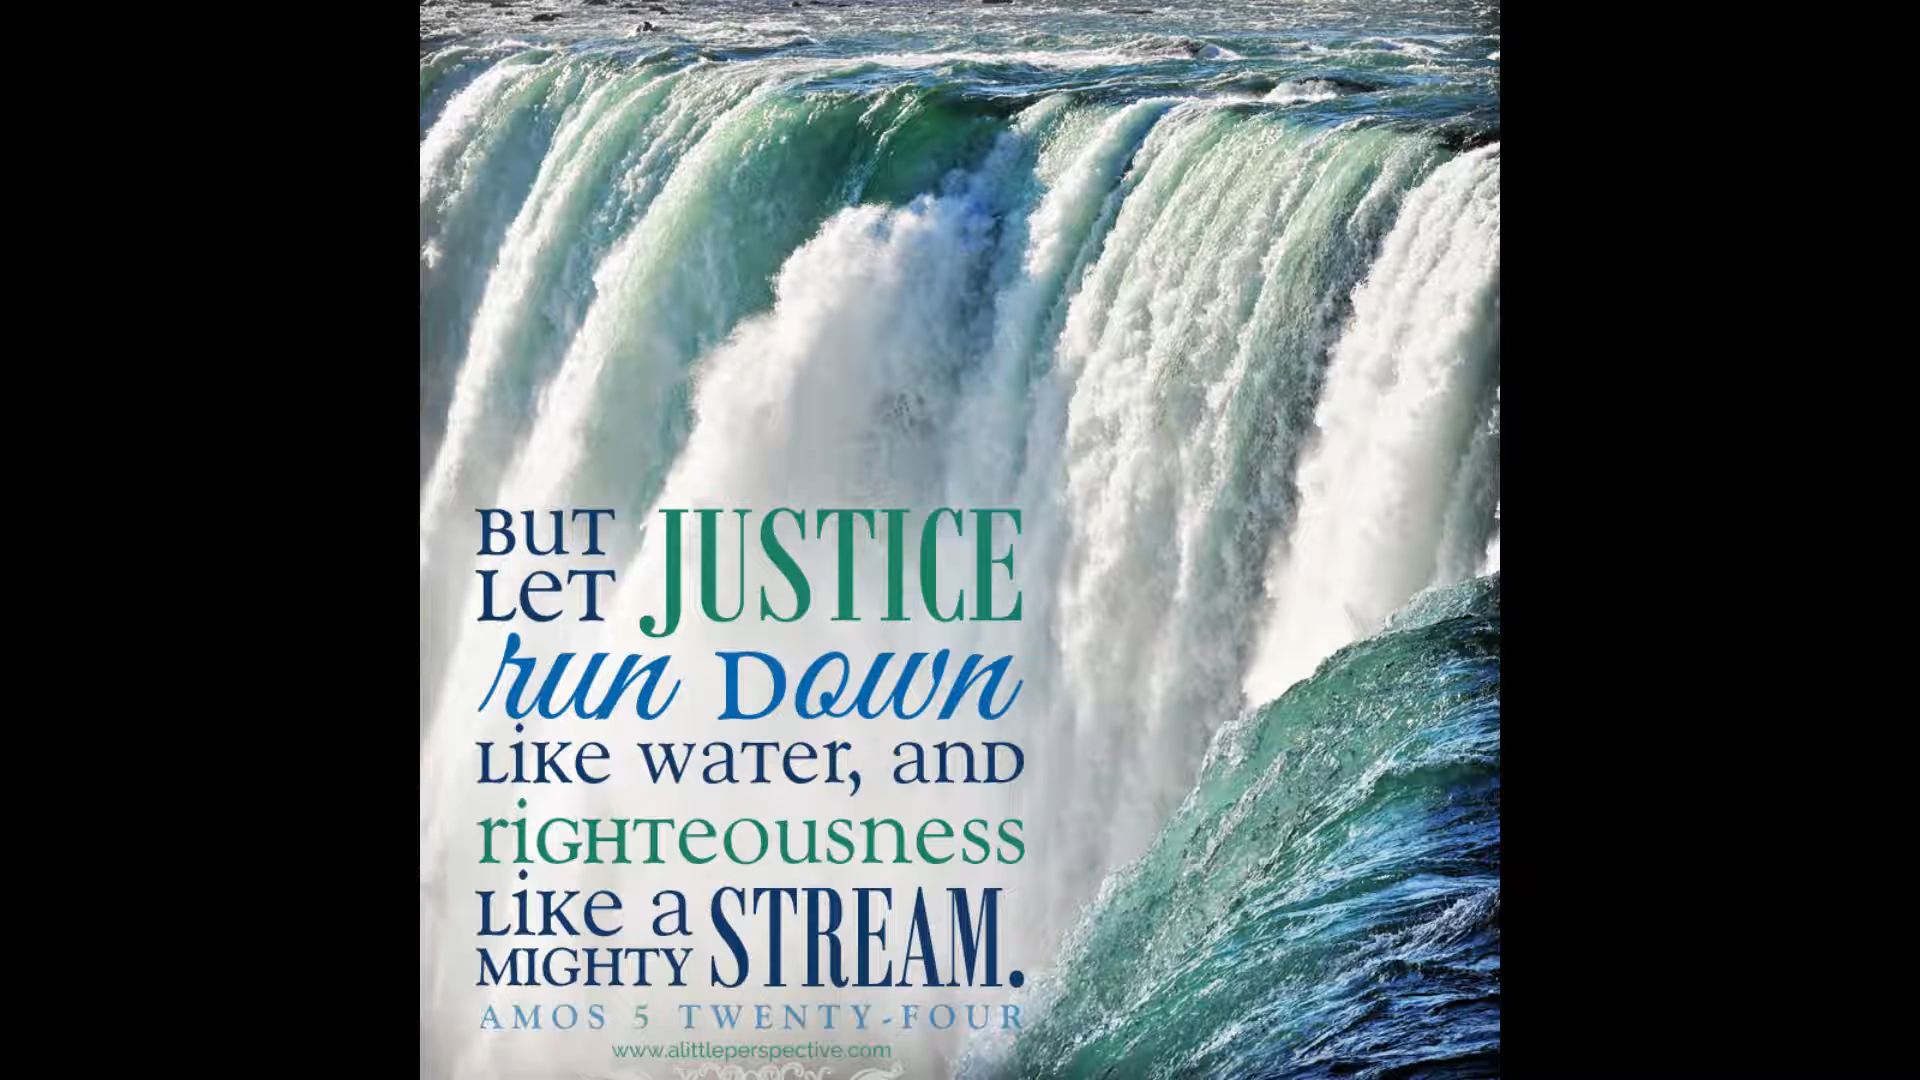 BUT LeT JUSTICE
run Down
LiKe waTer, anD
riGHTeousness
LiKe a MIGHTY STREAM.
AMOS 5 TWENTY-FOUR
www.alittleperspective.com